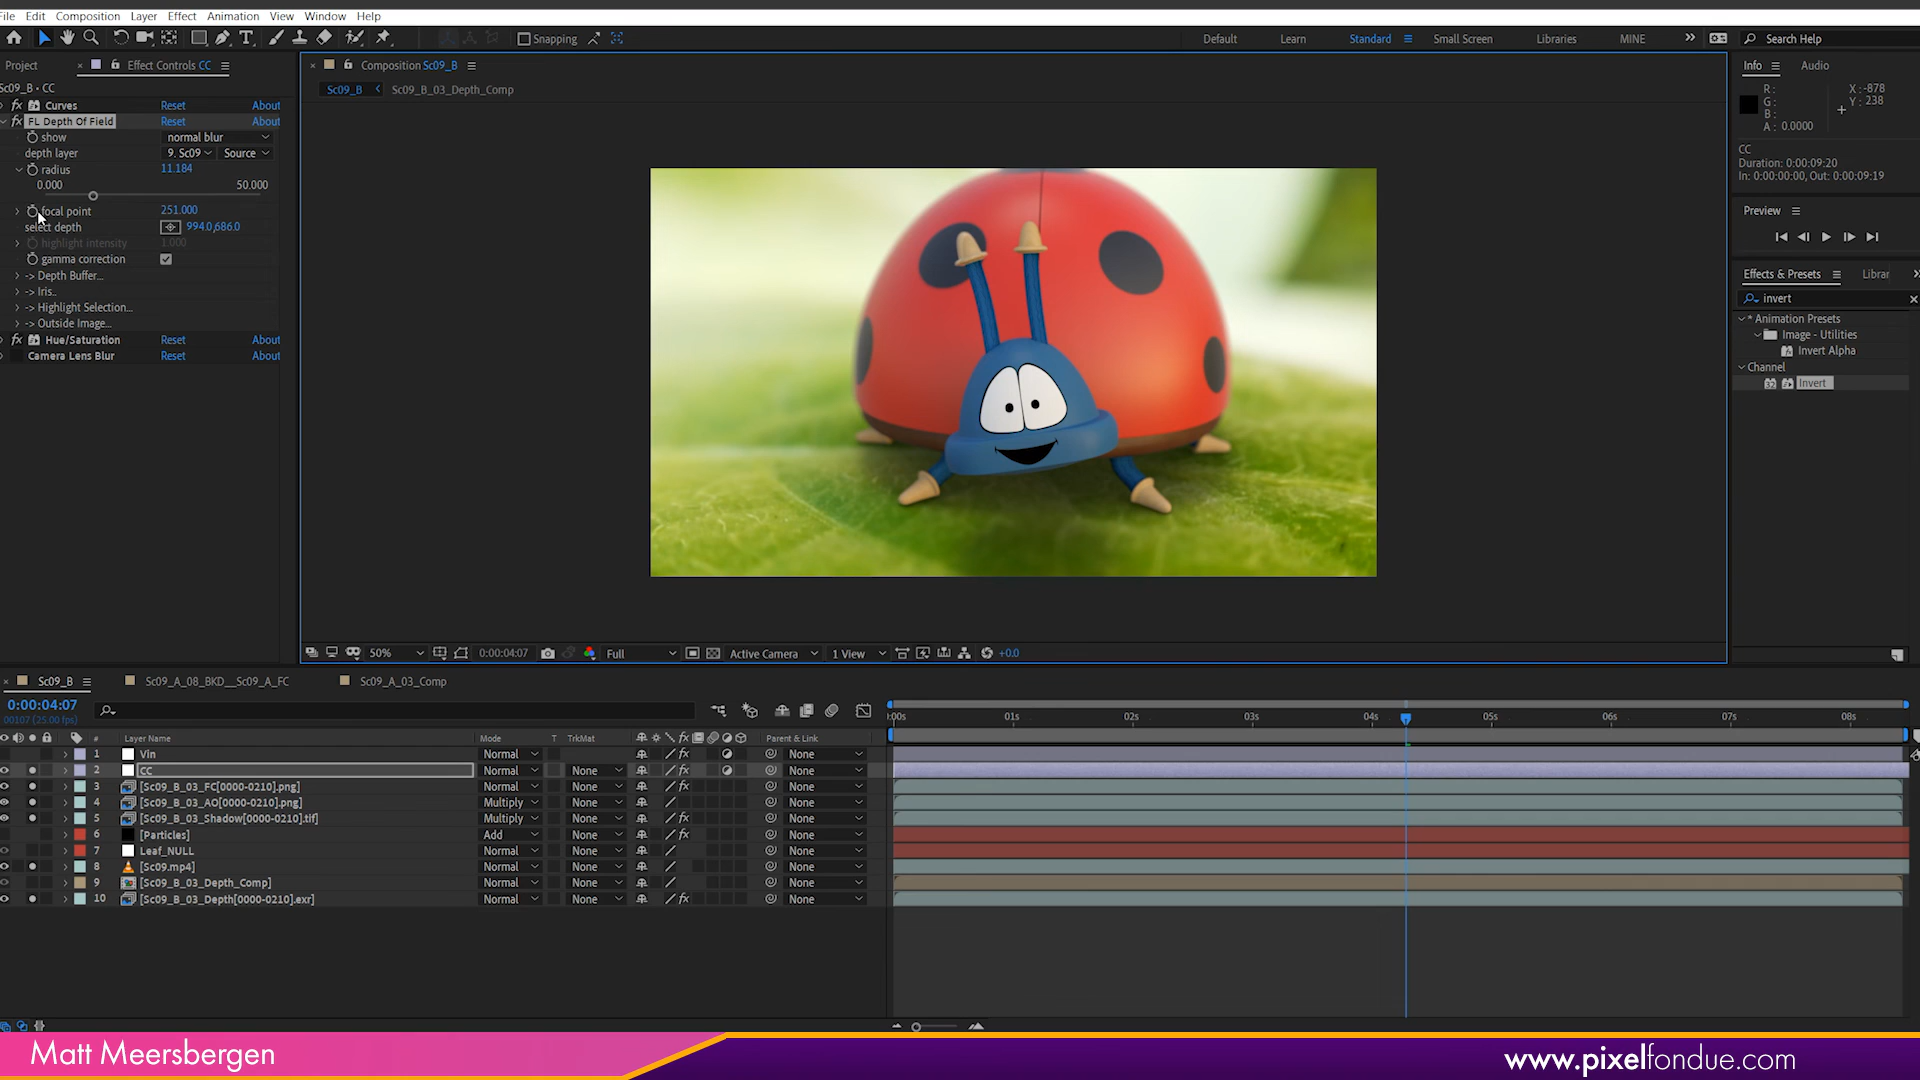 File Edit Composition Layer Effect Animation View Window Help
Snapping Default Learn Standard Small Screen Libraries MINE Search Help
Project Effect Controls CC Composition Sc09_B Info Audio
Sc09_B • CC
Sc09_B Sc09_B_03_Depth_Comp
Curves Reset About
FL Depth Of Field Reset About
show normal blur
depth layer 9. Sc09 Source
radius 11.184
0.000 50.000
focal point 251.000
select depth 994.0,686.0
highlight intensity 1.000
gamma correction
-> Depth Buffer...
-> Iris..
-> Highlight Selection...
-> Outside Image...
Hue/Saturation Reset About
Camera Lens Blur Reset About
R: X: -878
G: Y: 238
B:
A: 0.0000
CC
Duration: 0:00:09:20
In: 0:00:00:00, Out: 0:00:09:19
Preview
Effects & Presets Librar
invert
* Animation Presets
Image - Utilities
Invert Alpha
Channel
32 Invert
50% 0:00:04:07 Full Active Camera 1 View +0.0
Sc09_B Sc09_A_08_BKD__Sc09_A_FC Sc09_A_03_Comp
0:00:04:07
00107 (25.00 fps)
:00s 01s 02s 03s 04s 05s 06s 07s 08s
# Layer Name Mode T TrkMat fx Parent & Link
1 Vin Normal None
2 CC Normal None None
3 [Sc09_B_03_FC[0000-0210].png] Normal None None
4 [Sc09_B_03_AO[0000-0210].png] Multiply None None
5 [Sc09_B_03_Shadow[0000-0210].tif] Multiply None None
6 [Particles] Add None None
7 Leaf_NULL Normal None None
8 [Sc09.mp4] Normal None None
9 [Sc09_B_03_Depth_Comp] Normal None None
10 [Sc09_B_03_Depth[0000-0210].exr] Normal None None
Matt Meersbergen
www.pixelfondue.com